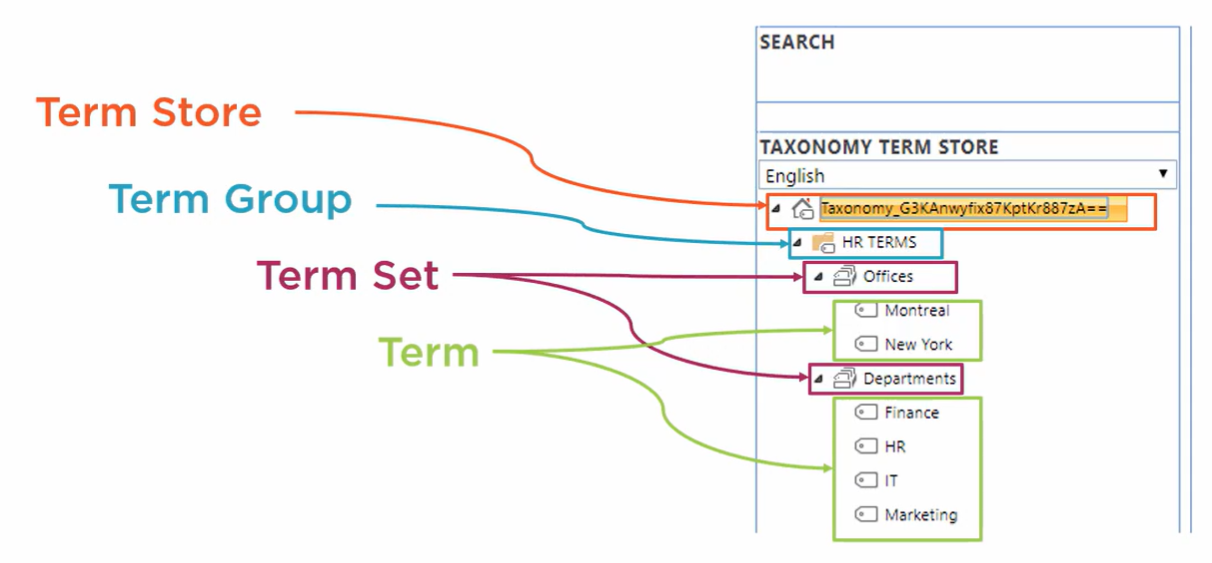 SEARCH
Term Store
TAXONOMY TERM STORE
English
Term Group
Taxonomy_G3KAnwyfix87KptKr887zA==
HR TERMS
Term Set
Offices
Montreal
New York
Term
Departments
Finance
HR
IT
Marketing